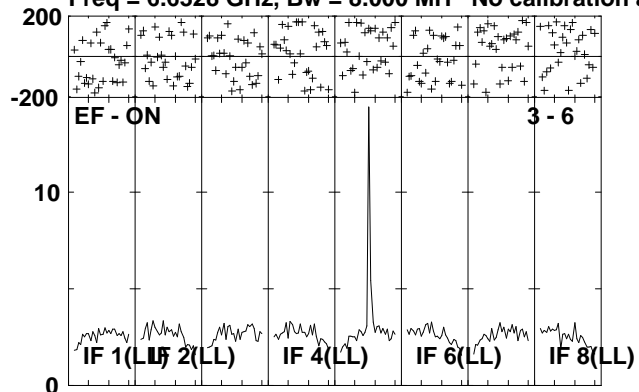 Freq = 6.6528 GHz, Bw = 8.000 MH No calibration a
200
-200
EF - ON 3 - 6
10
IF 1(LL) IF 2(LL) IF 4(LL) IF 6(LL) IF 8(LL)
0